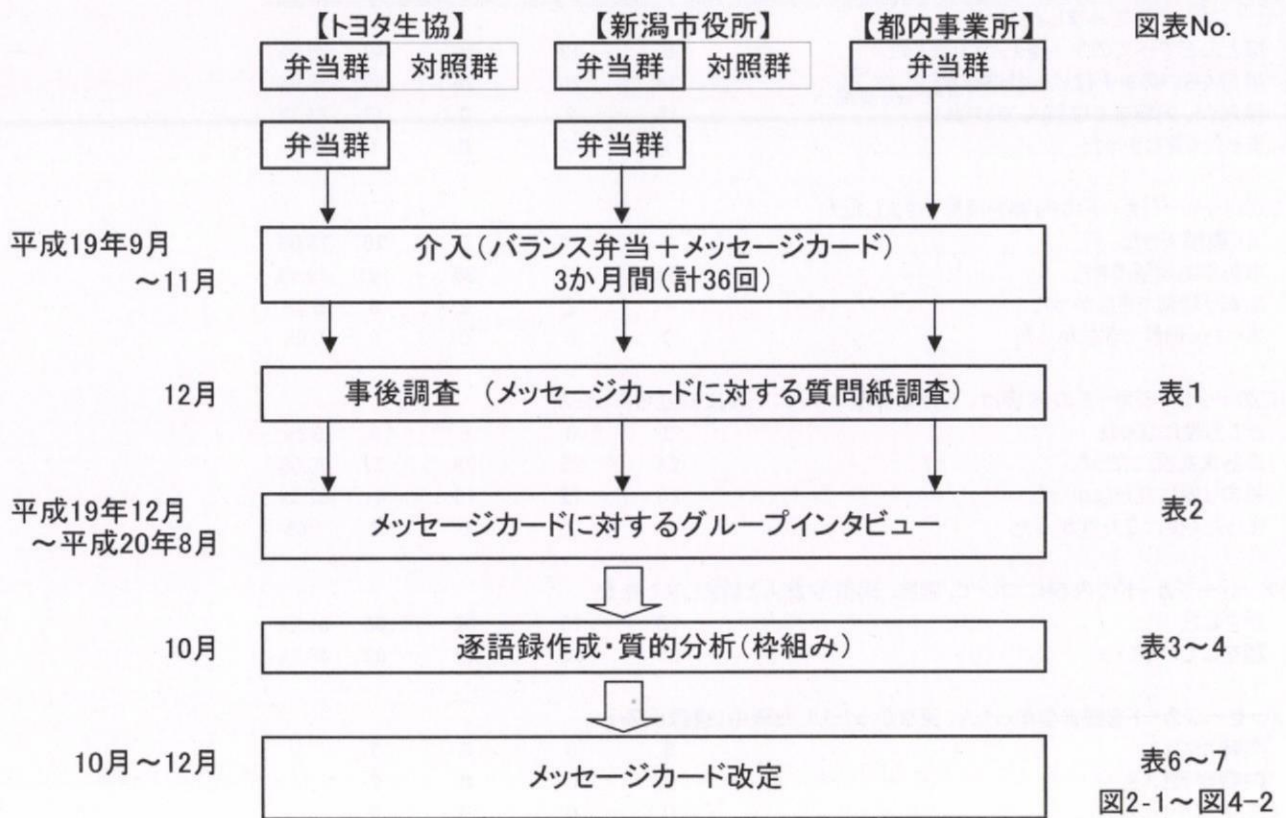 【トヨタ生協】 【新潟市役所】 【都内事業所】 図表No.
弁当群 対照群 弁当群 対照群 弁当群
弁当群 弁当群
平成19年9月
～11月
介入(バランス弁当+メッセージカード)
3か月間(計36回)
12月 事後調査 (メッセージカードに対する質問紙調査) 表1
平成19年12月
～平成20年8月
メッセージカードに対するグループインタビュー 表2
10月 逐語録作成・質的分析(枠組み) 表3～4
10月～12月 メッセージカード改定 表6～7
図2-1～図4-2